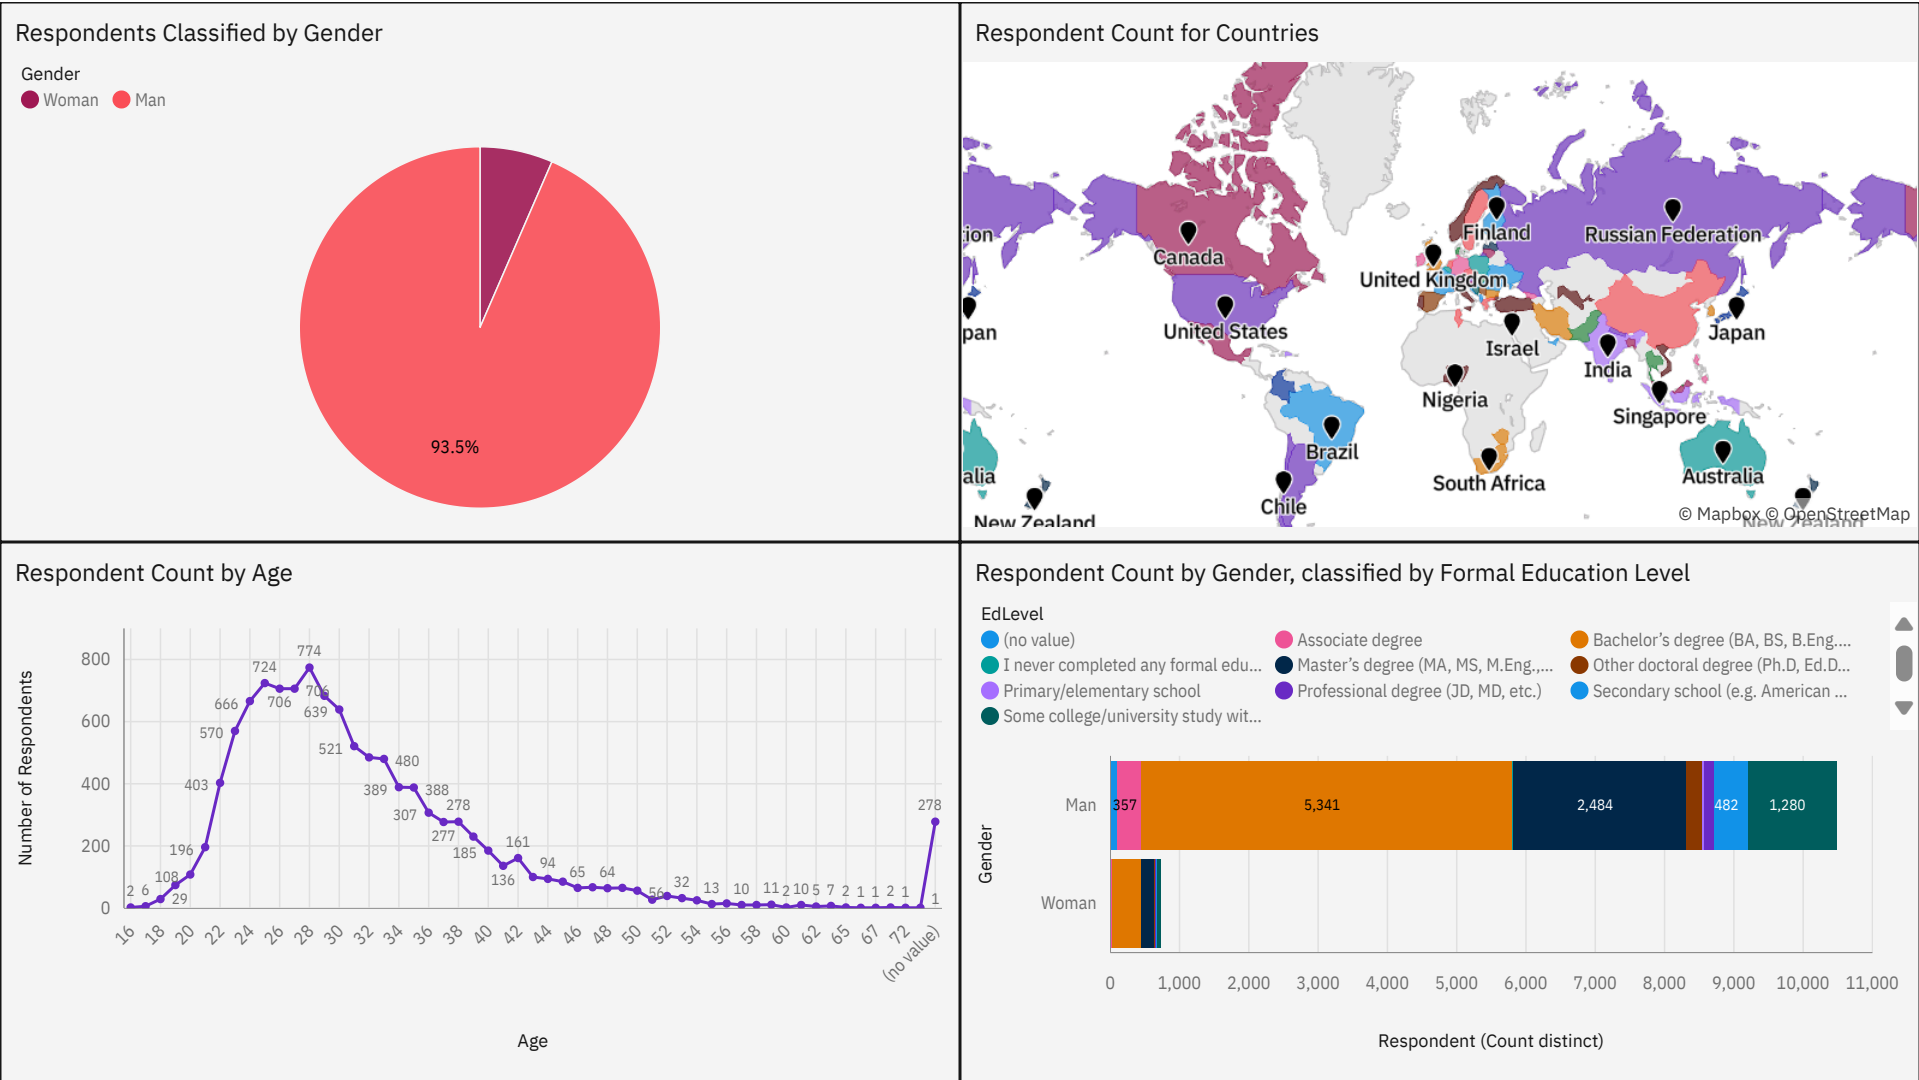 Respondents Classified by Gender
Gender
Woman Man
93.5%
Respondent Count for Countries
Canada
Finland
Russian Federation
tion
United Kingdom
United States
Israel
Japan
pan
India
Nigeria
Singapore
Brazil
South Africa
Australia
alia
Chile
New Zealand
New Zealand
© Mapbox © OpenStreetMap
Respondent Count by Age
Number of Respondents
800
600
400
200
0
2 6 108 29 196 403 570 666 724 706 774 706 639 521 480 389 388 307 278 277 185 136 161 94 65 64 56 32 13 10 11 2 10 5 7 2 1 1 2 1 278 1
16 18 20 22 24 26 28 30 32 34 36 38 40 42 44 46 48 50 52 54 56 58 60 62 65 67 72 (no value)
Age
Respondent Count by Gender, classified by Formal Education Level
EdLevel
(no value) Associate degree Bachelor’s degree (BA, BS, B.Eng....
I never completed any formal edu... Master’s degree (MA, MS, M.Eng.,... Other doctoral degree (Ph.D, Ed.D...
Primary/elementary school Professional degree (JD, MD, etc.) Secondary school (e.g. American ...
Some college/university study wit...
Gender
Man 357 5,341 2,484 482 1,280
Woman
0 1,000 2,000 3,000 4,000 5,000 6,000 7,000 8,000 9,000 10,000 11,000
Respondent (Count distinct)